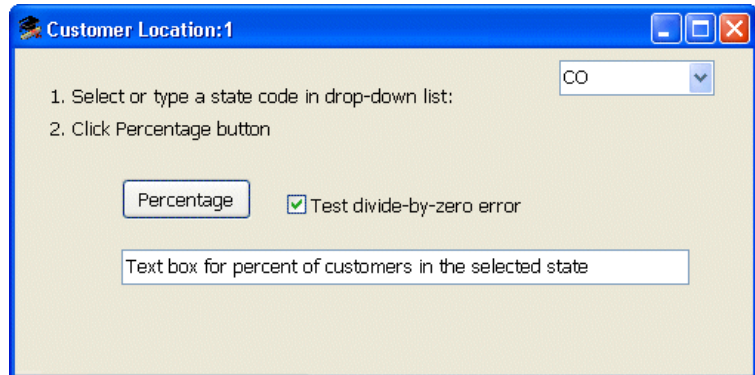 Customer Location:1
CO
1. Select or type a state code in drop-down list:
2. Click Percentage button
Percentage
Test divide-by-zero error
Text box for percent of customers in the selected state